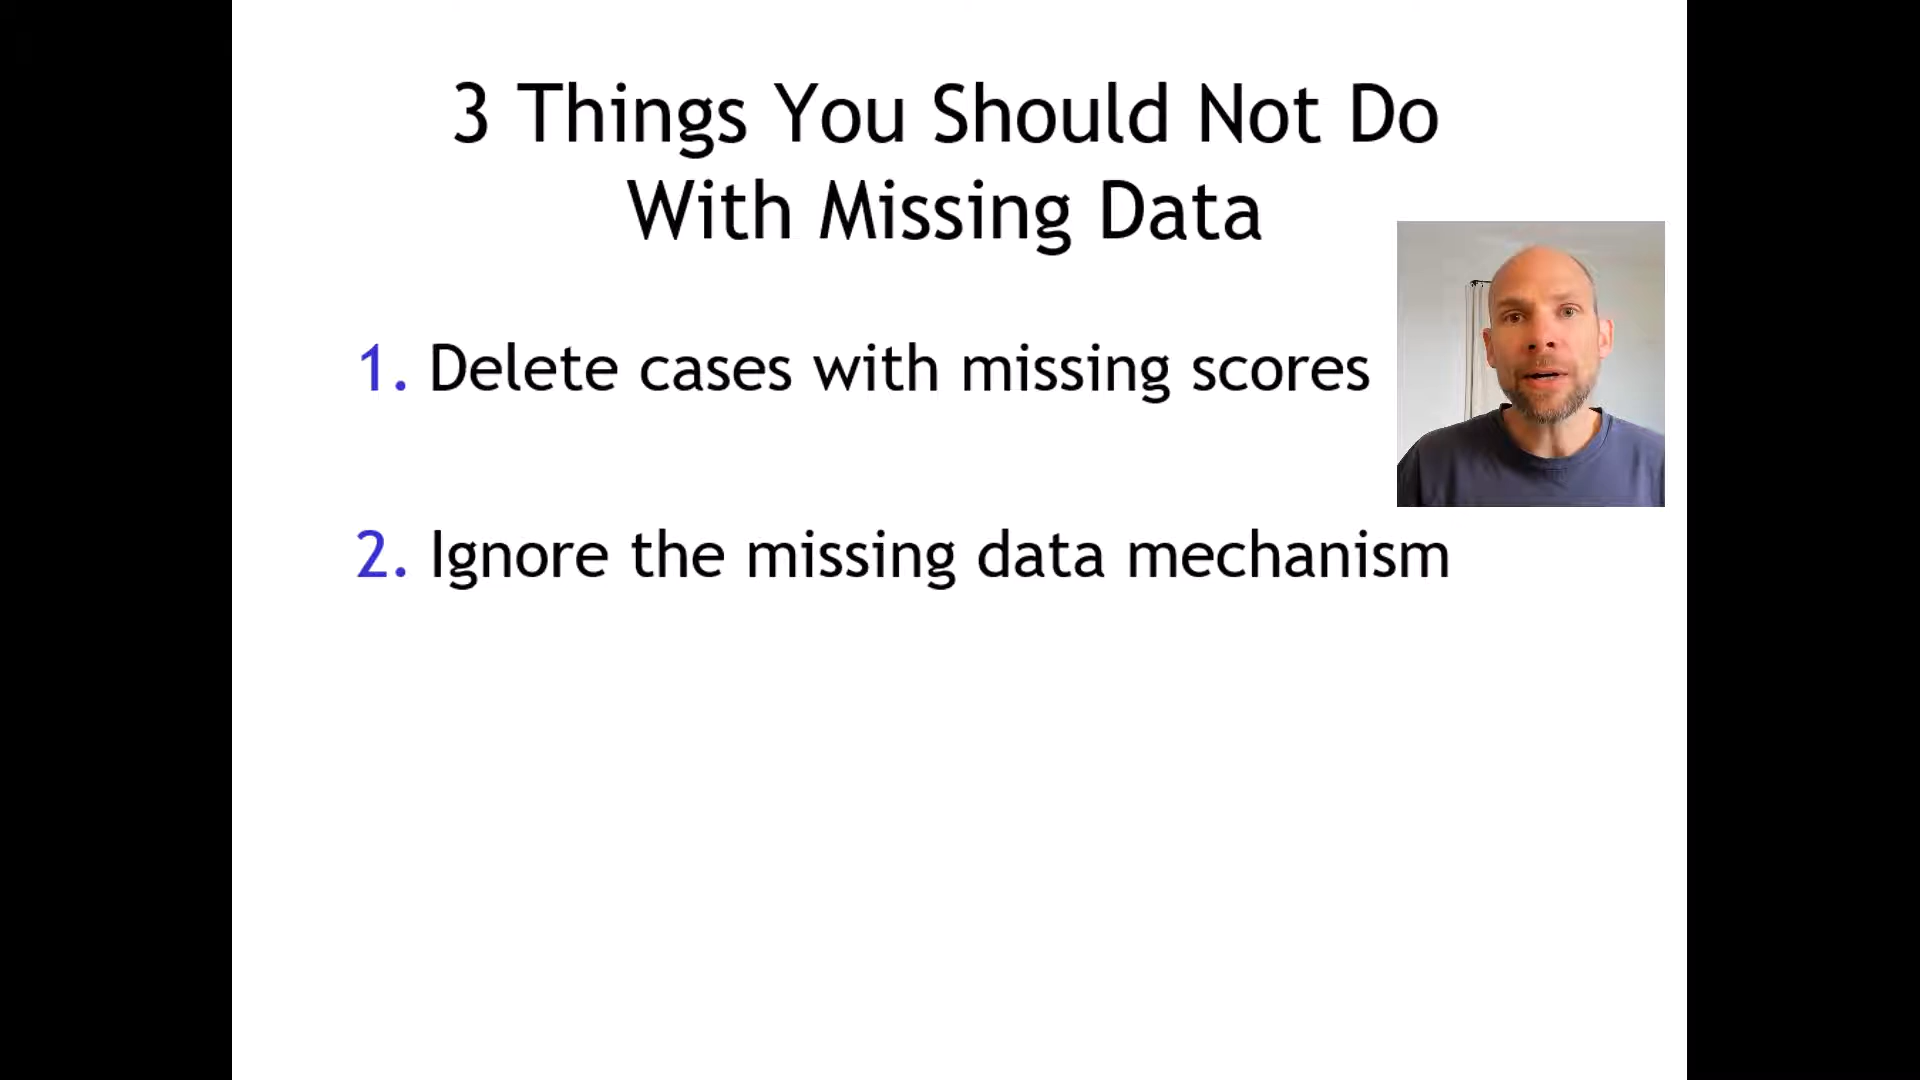 3 Things You Should Not Do
With Missing Data
1. Delete cases with missing scores
2. Ignore the missing data mechanism